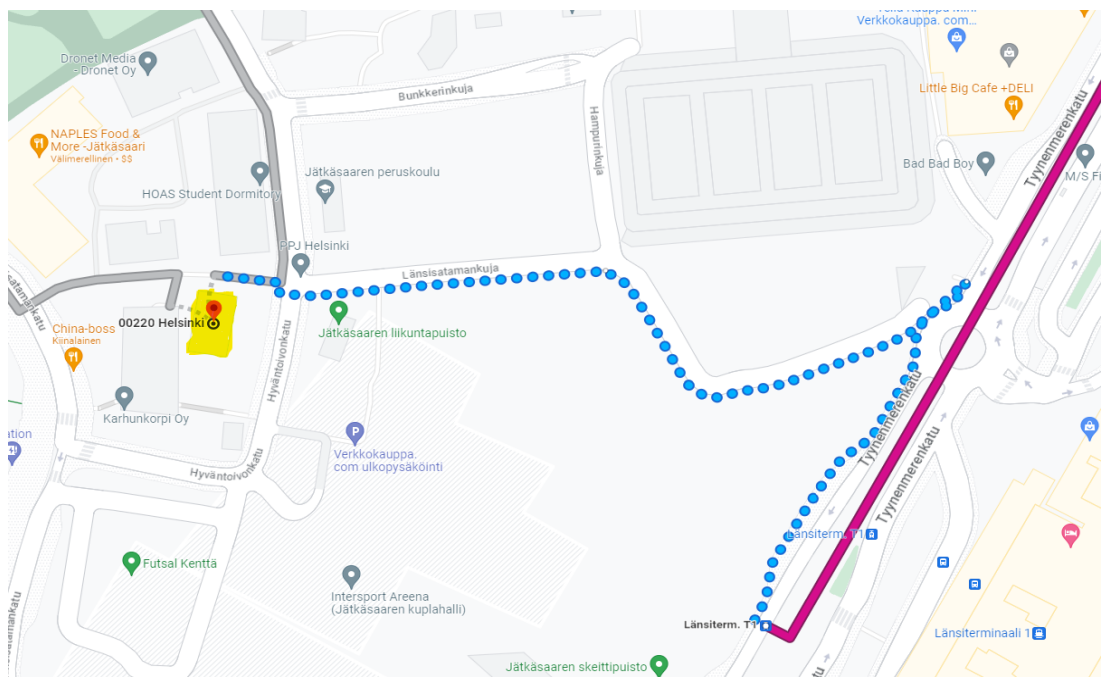 Verkkokauppa. com...
Dronet Media
- Dronet Oy
Little Big Cafe +DELI
Bunkkerinkuja
Hampurinkuja
Tyynenmerenkatu
NAPLES Food &
More -Jätkäsaari
Välimerellinen • $$
Bad Bad Boy
M/S Fi
Jätkäsaaren peruskoulu
HOAS Student Dormitory
PPJ Helsinki
Länsisatamankuja
satamankatu
00220 Helsinki
China-boss
Kiinalainen
Jätkäsaaren liikuntapuisto
Hyväntoivonkatu
Karhunkorpi Oy
Tyynenmerenkatu
Tyynenmerenkatu
ation
P
Verkkokauppa.
com ulkopysäköinti
Hyväntoivonkatu
Länsiterm. T1
Futsal Kenttä
Intersport Areena
(Jätkäsaaren kuplahalli)
Länsiterm. T1
Länsiterminaali 1
Jätkäsaaren skeittipuisto